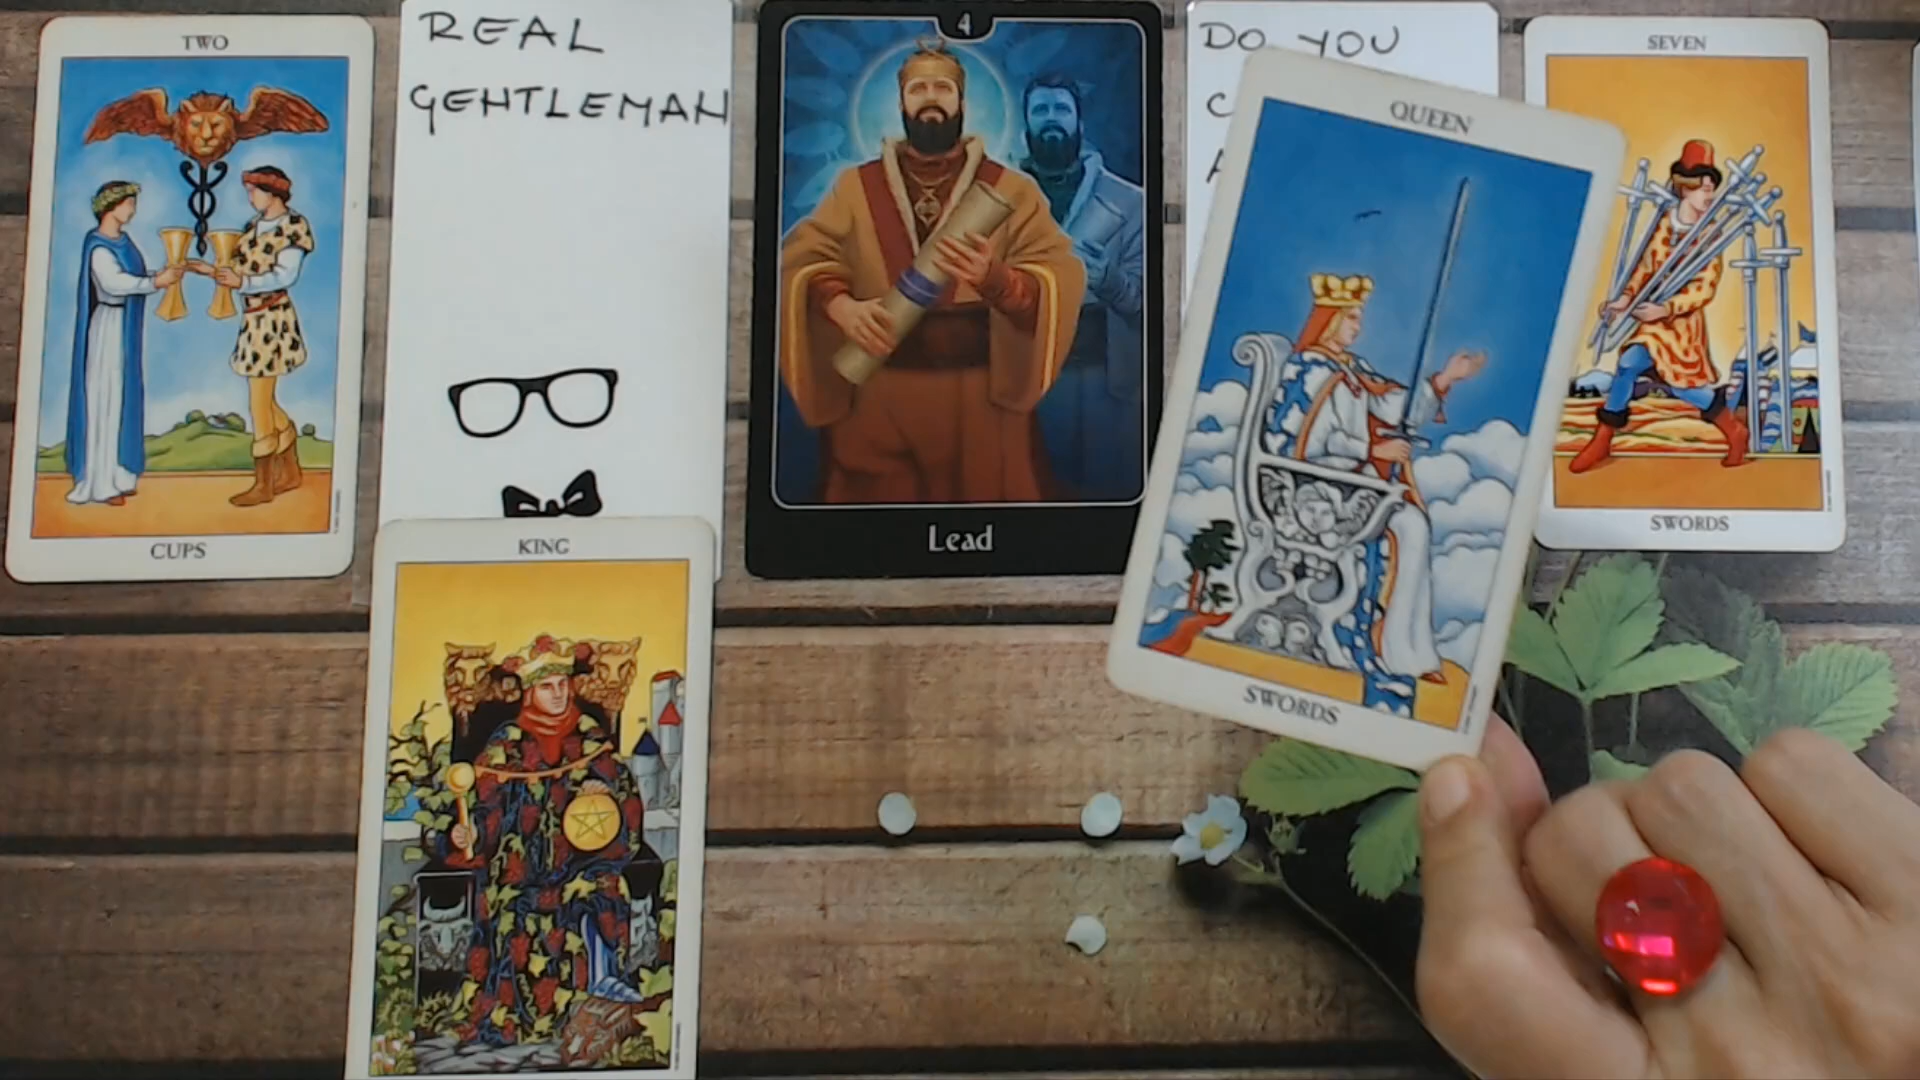 TWO
CUPS
REAL
GENTLEMAN
KING
4
Lead
DO YOU
QUEEN
SWORDS
SEVEN
SWORDS